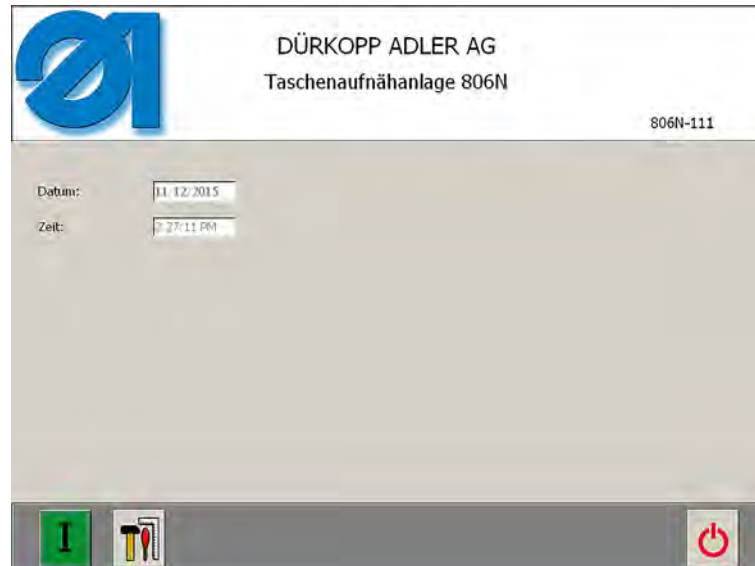 DÜRKOPP ADLER AG
Taschenaufnähanlage 806N
806N-111
Datum: 11/12/2015
Zeit: 2:27:11 PM
I